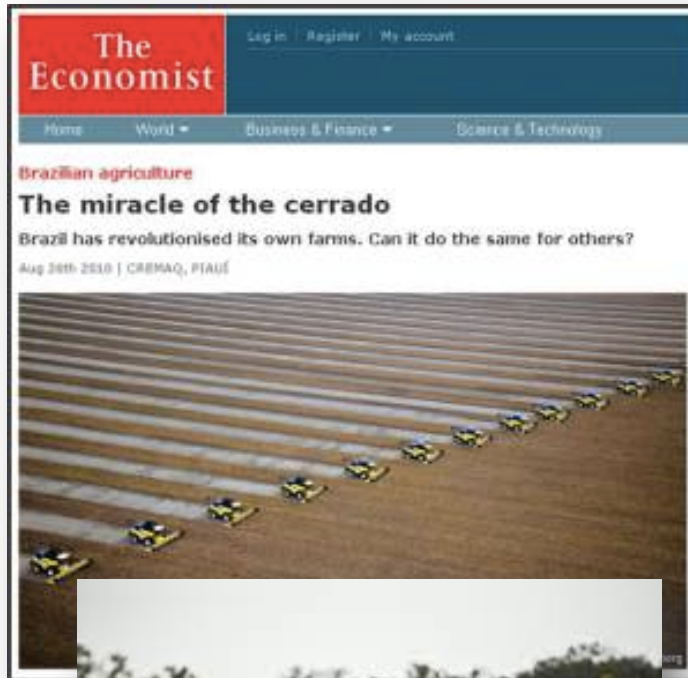 The
Economist
Log in Register My account
Home World Business & Finance Science & Technology
Brazilian agriculture
The miracle of the cerrado
Brazil has revolutionised its own farms. Can it do the same for others?
Aug 26th 2010 | CREMAQ, PIAUÍ